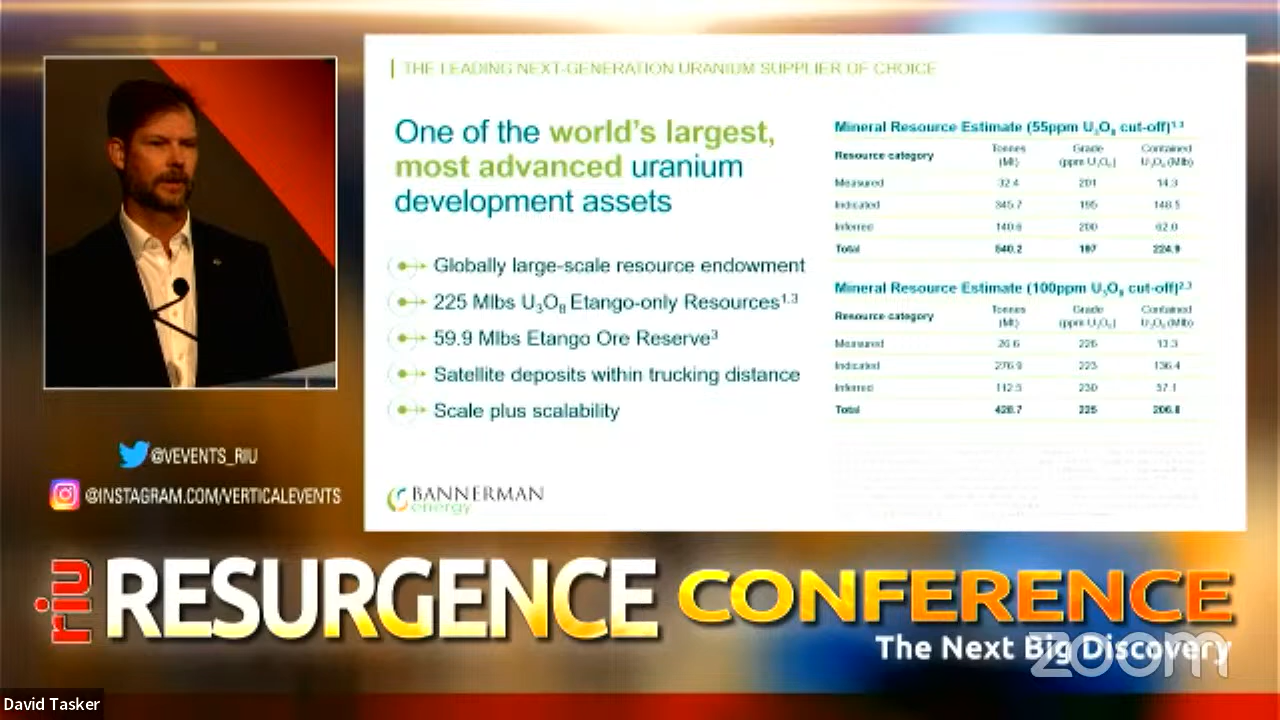 THE LEADING NEXT-GENERATION URANIUM SUPPLIER OF CHOICE
One of the world's largest,
most advanced uranium
development assets
Globally large-scale resource endowment
225 Mlbs U₃O₈ Etango-only Resources¹·³
59.9 Mlbs Etango Ore Reserve³
Satellite deposits within trucking distance
Scale plus scalability
BANNERMAN
energy
Mineral Resource Estimate (55ppm U₃O₈ cut-off)¹·³
Resource category Tonnes (Mt) Grade (ppm U₃O₈) Contained U₃O₈ (Mlb)
Measured 32.4 201 14.3
Indicated 345.7 195 148.5
Inferred 140.6 200 62.0
Total 540.2 197 224.9
Mineral Resource Estimate (100ppm U₃O₈ cut-off)²·³
Resource category Tonnes (Mt) Grade (ppm U₃O₈) Contained U₃O₈ (Mlb)
Measured 26.6 226 13.3
Indicated 276.9 223 136.4
Inferred 112.5 230 57.1
Total 428.7 225 206.8
@VEVENTS_RIU
@INSTAGRAM.COM/VERTICALEVENTS
riu RESURGENCE CONFERENCE
The Next Big Discovery
zoom
David Tasker